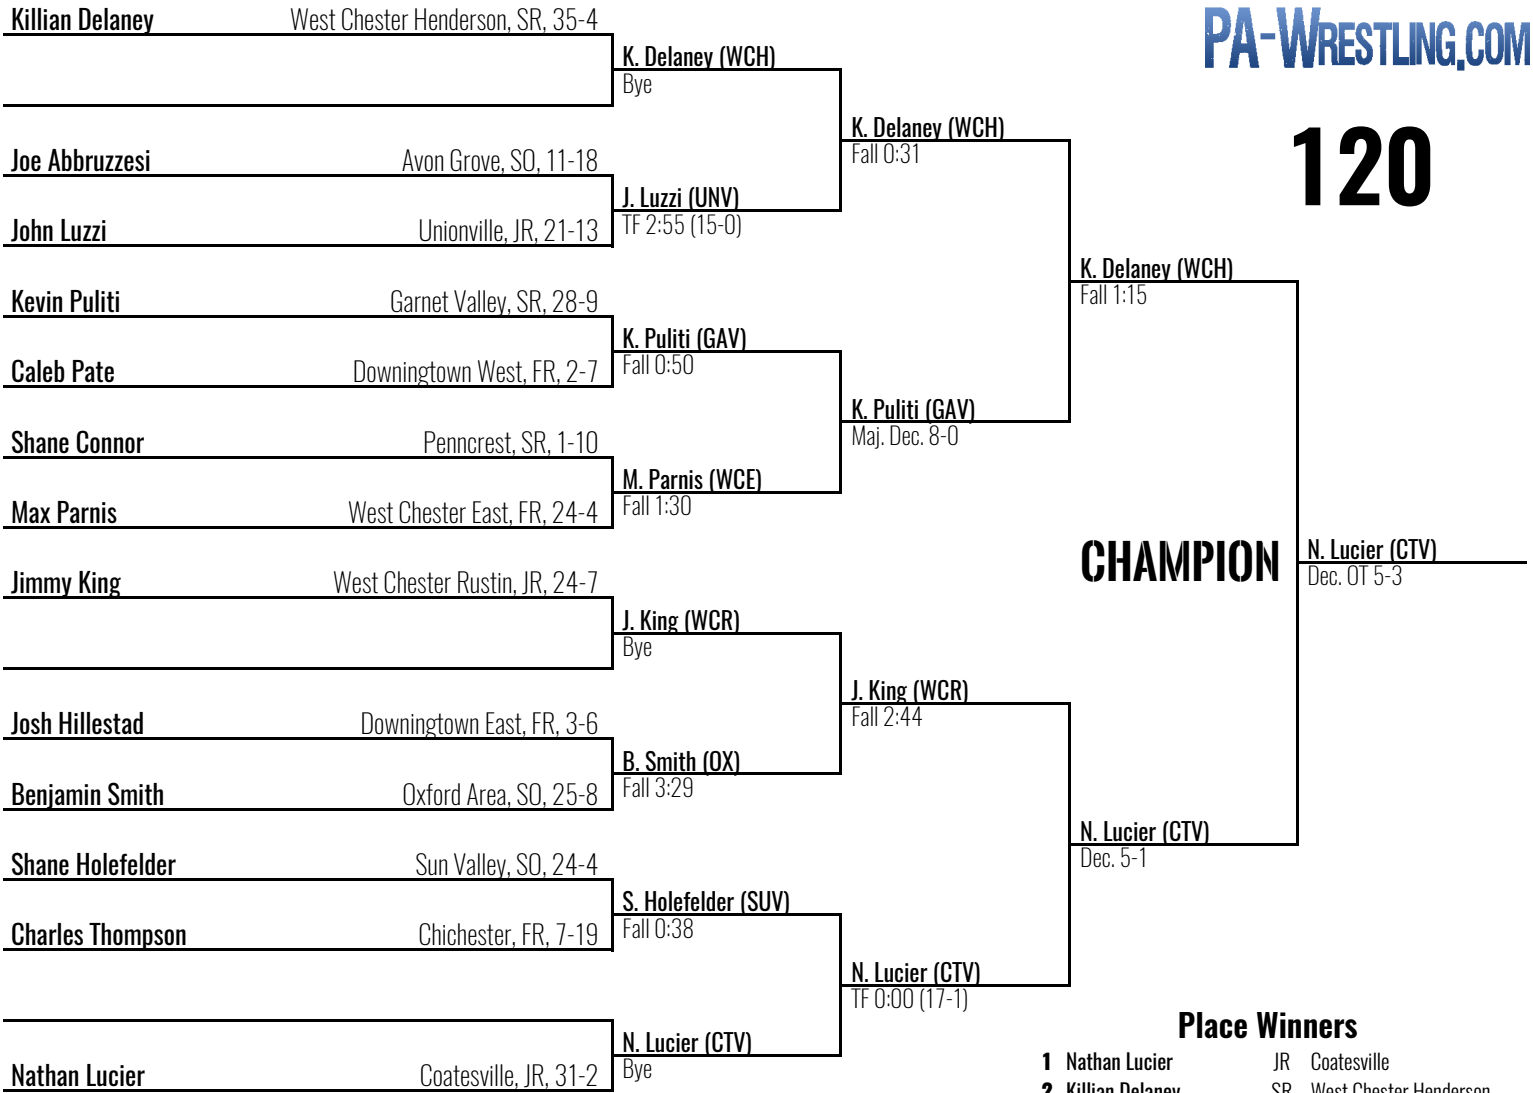 Killian Delaney West Chester Henderson, SR, 35-4
PA-WRESTLING.COM
K. Delaney (WCH)
Bye
120
K. Delaney (WCH)
Fall 0:31
Joe Abbruzzesi Avon Grove, SO, 11-18
J. Luzzi (UNV)
TF 2:55 (15-0)
John Luzzi Unionville, JR, 21-13
K. Delaney (WCH)
Fall 1:15
Kevin Puliti Garnet Valley, SR, 28-9
K. Puliti (GAV)
Fall 0:50
Caleb Pate Downingtown West, FR, 2-7
K. Puliti (GAV)
Maj. Dec. 8-0
Shane Connor Penncrest, SR, 1-10
M. Parnis (WCE)
Fall 1:30
Max Parnis West Chester East, FR, 24-4
CHAMPION
N. Lucier (CTV)
Dec. OT 5-3
Jimmy King West Chester Rustin, JR, 24-7
J. King (WCR)
Bye
J. King (WCR)
Fall 2:44
Josh Hillestad Downingtown East, FR, 3-6
B. Smith (OX)
Fall 3:29
Benjamin Smith Oxford Area, SO, 25-8
N. Lucier (CTV)
Dec. 5-1
Shane Holefelder Sun Valley, SO, 24-4
S. Holefelder (SUV)
Fall 0:38
Charles Thompson Chichester, FR, 7-19
N. Lucier (CTV)
TF 0:00 (17-1)
N. Lucier (CTV)
Bye
Nathan Lucier Coatesville, JR, 31-2
Place Winners
1 Nathan Lucier JR Coatesville
2 Killian Delaney SR West Chester Henderson